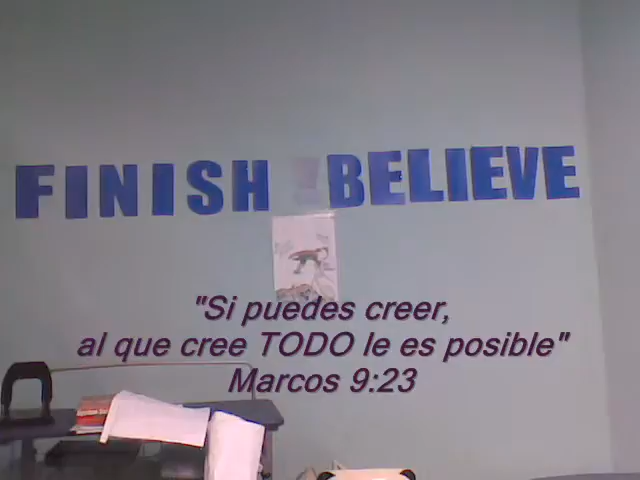 FINISH !BELIEVE
"Si puedes creer,
al que cree TODO le es posible"
Marcos 9:23